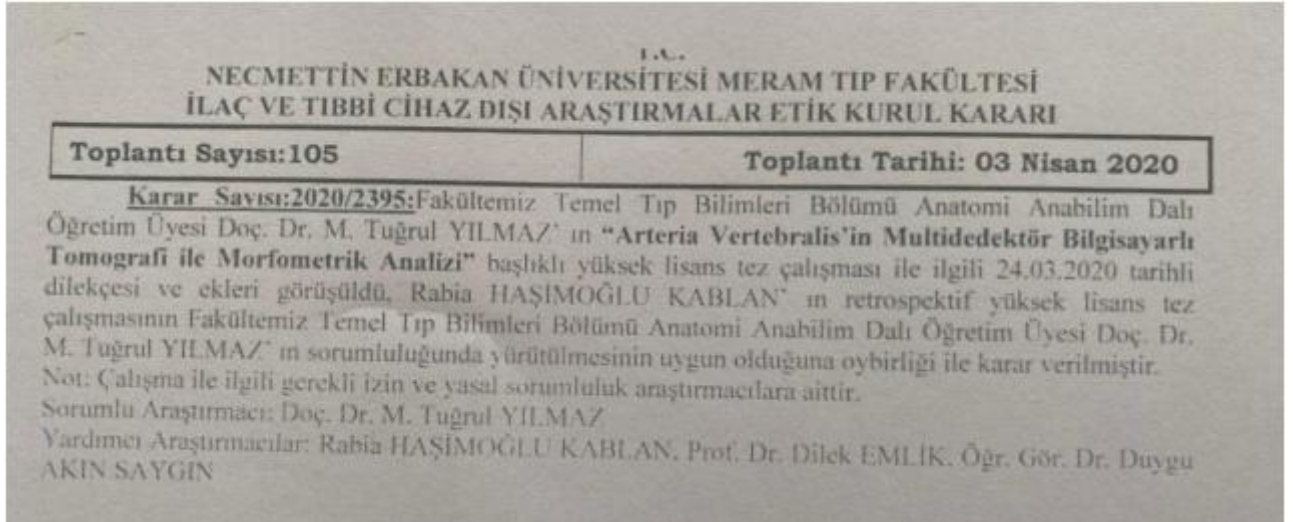 T.C.
NECMETTİN ERBAKAN ÜNİVERSİTESİ MERAM TIP FAKÜLTESİ
İLAÇ VE TIBBİ CİHAZ DIŞI ARAŞTIRMALAR ETİK KURUL KARARI
Toplantı Sayısı:105 Toplantı Tarihi: 03 Nisan 2020
Karar Sayısı:2020/2395:Fakültemiz Temel Tıp Bilimleri Bölümü Anatomi Anabilim Dalı
Öğretim Üyesi Doç. Dr. M. Tuğrul YILMAZ' ın "Arteria Vertebralis'in Multidedektör Bilgisayarlı
Tomografi ile Morfometrik Analizi" başlıklı yüksek lisans tez çalışması ile ilgili 24.03.2020 tarihli
dilekçesi ve ekleri görüşüldü, Rabia HAŞİMOĞLU KABLAN' ın retrospektif yüksek lisans tez
çalışmasının Fakültemiz Temel Tıp Bilimleri Bölümü Anatomi Anabilim Dalı Öğretim Üyesi Doç. Dr.
M. Tuğrul YILMAZ' ın sorumluluğunda yürütülmesinin uygun olduğuna oybirliği ile karar verilmiştir.
Not: Çalışma ile ilgili gerekli izin ve yasal sorumluluk araştırmacılara aittir.
Sorumlu Araştırmacı: Doç. Dr. M. Tuğrul YILMAZ
Yardımcı Araştırmacılar: Rabia HAŞİMOĞLU KABLAN, Prof. Dr. Dilek EMLİK, Öğr. Gör. Dr. Duygu
AKIN SAYGIN